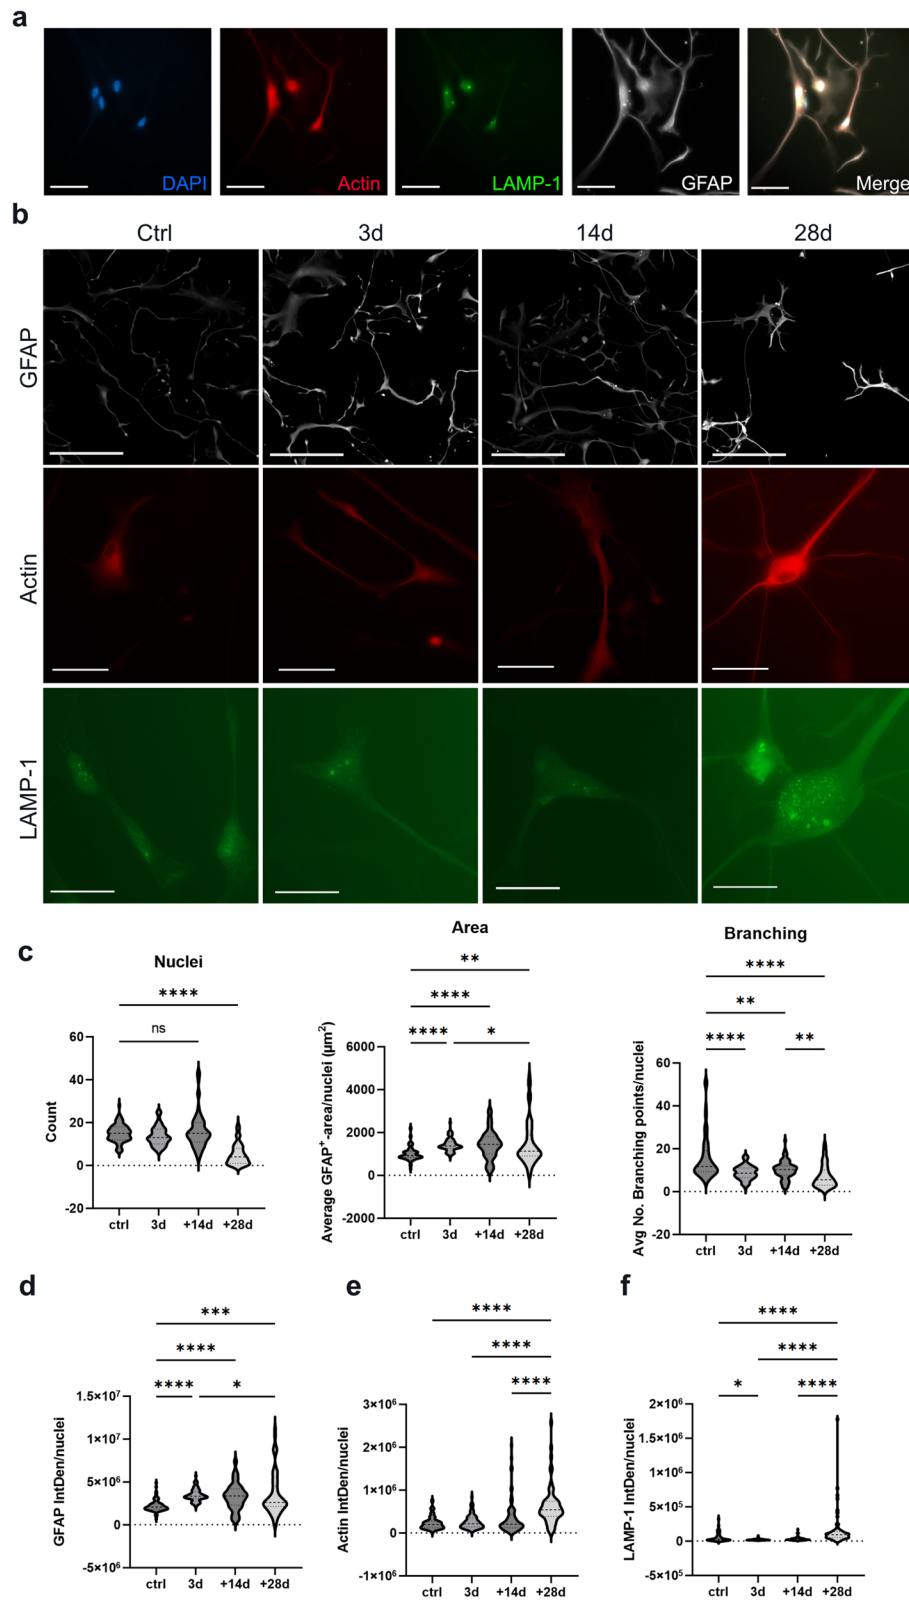 a
DAPI
Actin
LAMP-1
GFAP
Merge
b
Ctrl
3d
14d
28d
GFAP
Actin
LAMP-1
c
Nuclei
****
ns
Count
60
40
20
0
-20
ctrl
3d
+14d
+28d
Area
**
****
****
*
Average GFAP⁺-area/nuclei (µm²)
6000
4000
2000
0
-2000
ctrl
3d
+14d
+28d
Branching
****
**
****
**
Avg No. Branching points/nuclei
60
40
20
0
-20
ctrl
3d
+14d
+28d
d
***
****
****
*
GFAP IntDen/nuclei
1.5×10⁷
1×10⁷
5×10⁶
0
-5×10⁶
ctrl
3d
+14d
+28d
e
****
****
****
Actin IntDen/nuclei
3×10⁶
2×10⁶
1×10⁶
0
-1×10⁶
ctrl
3d
+14d
+28d
f
****
****
*
****
LAMP-1 IntDen/nuclei
2×10⁶
1×10⁶
5×10⁵
0
-5×10⁵
ctrl
3d
+14d
+28d